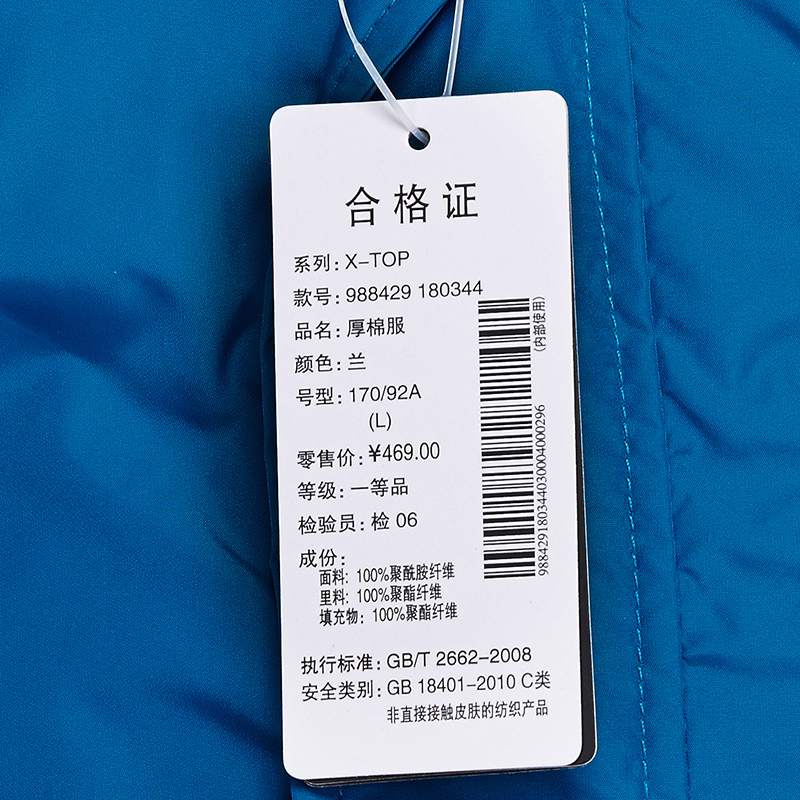 合格证
系列：X-TOP
款号：988429 180344
品名：厚棉服
颜色：兰
号型：170/92A
(L)
零售价：¥469.00
等级：一等品
检验员：检 06
成份：
面料：100%聚酰胺纤维
里料：100%聚酯纤维
填充物：100%聚酯纤维
执行标准：GB/T 2662-2008
安全类别：GB 18401-2010 C类
非直接接触皮肤的纺织产品
(内部使用)
98842918034403000400029​6